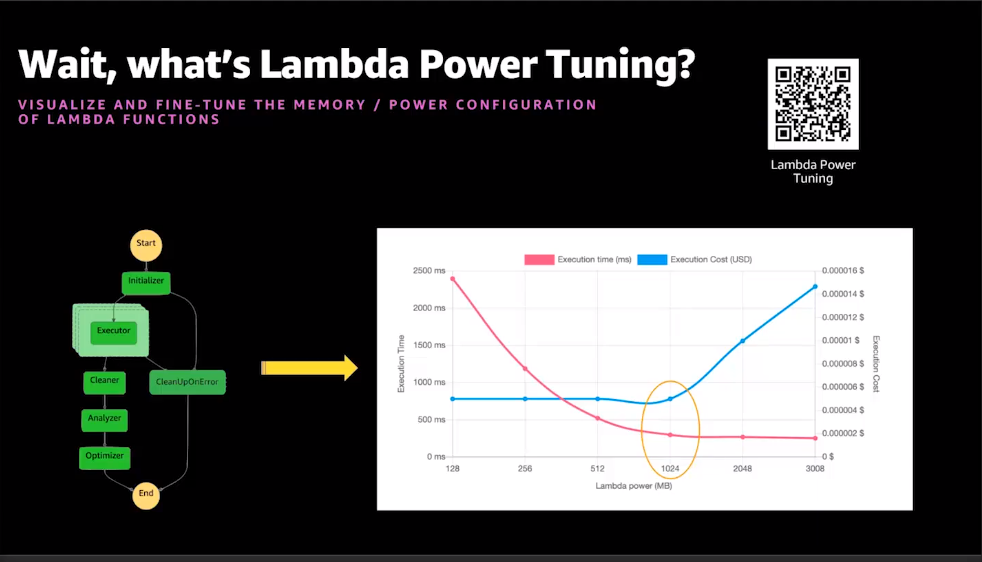 Wait, what's Lambda Power Tuning?
VISUALIZE AND FINE-TUNE THE MEMORY / POWER CONFIGURATION
OF LAMBDA FUNCTIONS
Lambda Power
Tuning
Start
Initializer
Executor
Cleaner
CleanUpOnError
Analyzer
Optimizer
End
Execution time (ms)
Execution Cost (USD)
2500 ms
2000 ms
1500 ms
1000 ms
500 ms
0 ms
Execution Time
0.000016 $
0.000014 $
0.000012 $
0.00001 $
0.000008 $
0.000006 $
0.000004 $
0.000002 $
0 $
Execution Cost
128
256
512
1024
2048
3008
Lambda power (MB)